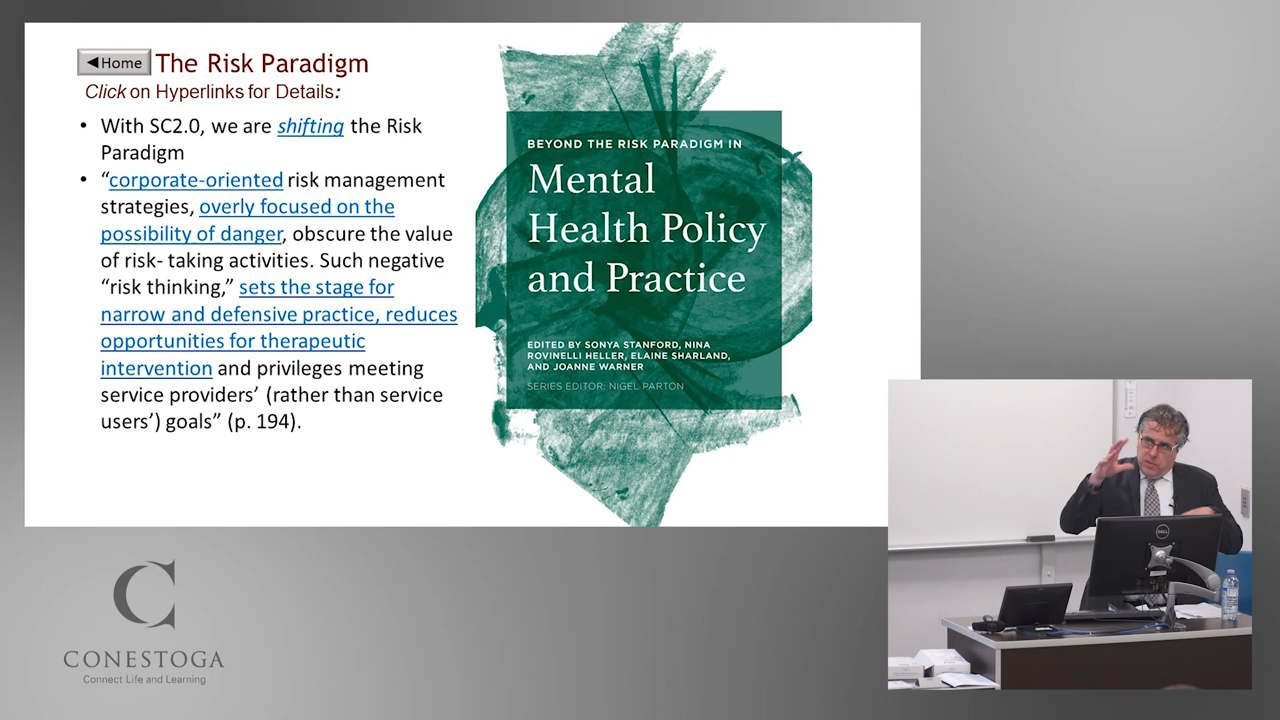 ◀Home The Risk Paradigm
Click on Hyperlinks for Details:
• With SC2.0, we are shifting the Risk
Paradigm
• “corporate-oriented risk management
strategies, overly focused on the
possibility of danger, obscure the value
of risk- taking activities. Such negative
“risk thinking,” sets the stage for
narrow and defensive practice, reduces
opportunities for therapeutic
intervention and privileges meeting
service providers’ (rather than service
users’) goals” (p. 194).
BEYOND THE RISK PARADIGM IN
Mental
Health Policy
and Practice
EDITED BY SONYA STANFORD, NINA
ROVINELLI HELLER, ELAINE SHARLAND,
AND JOANNE WARNER
SERIES EDITOR: NIGEL PARTON
DELL
CONESTOGA
Connect Life and Learning